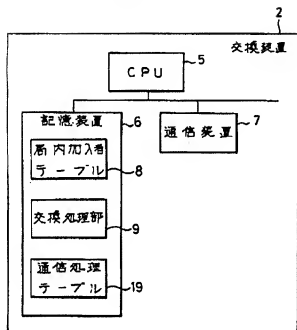 2
交換装置
CPU
5
記憶装置
6
通信装置
7
局内加入者
テーブル
8
交換処理部
9
通信処理
テーブル
19